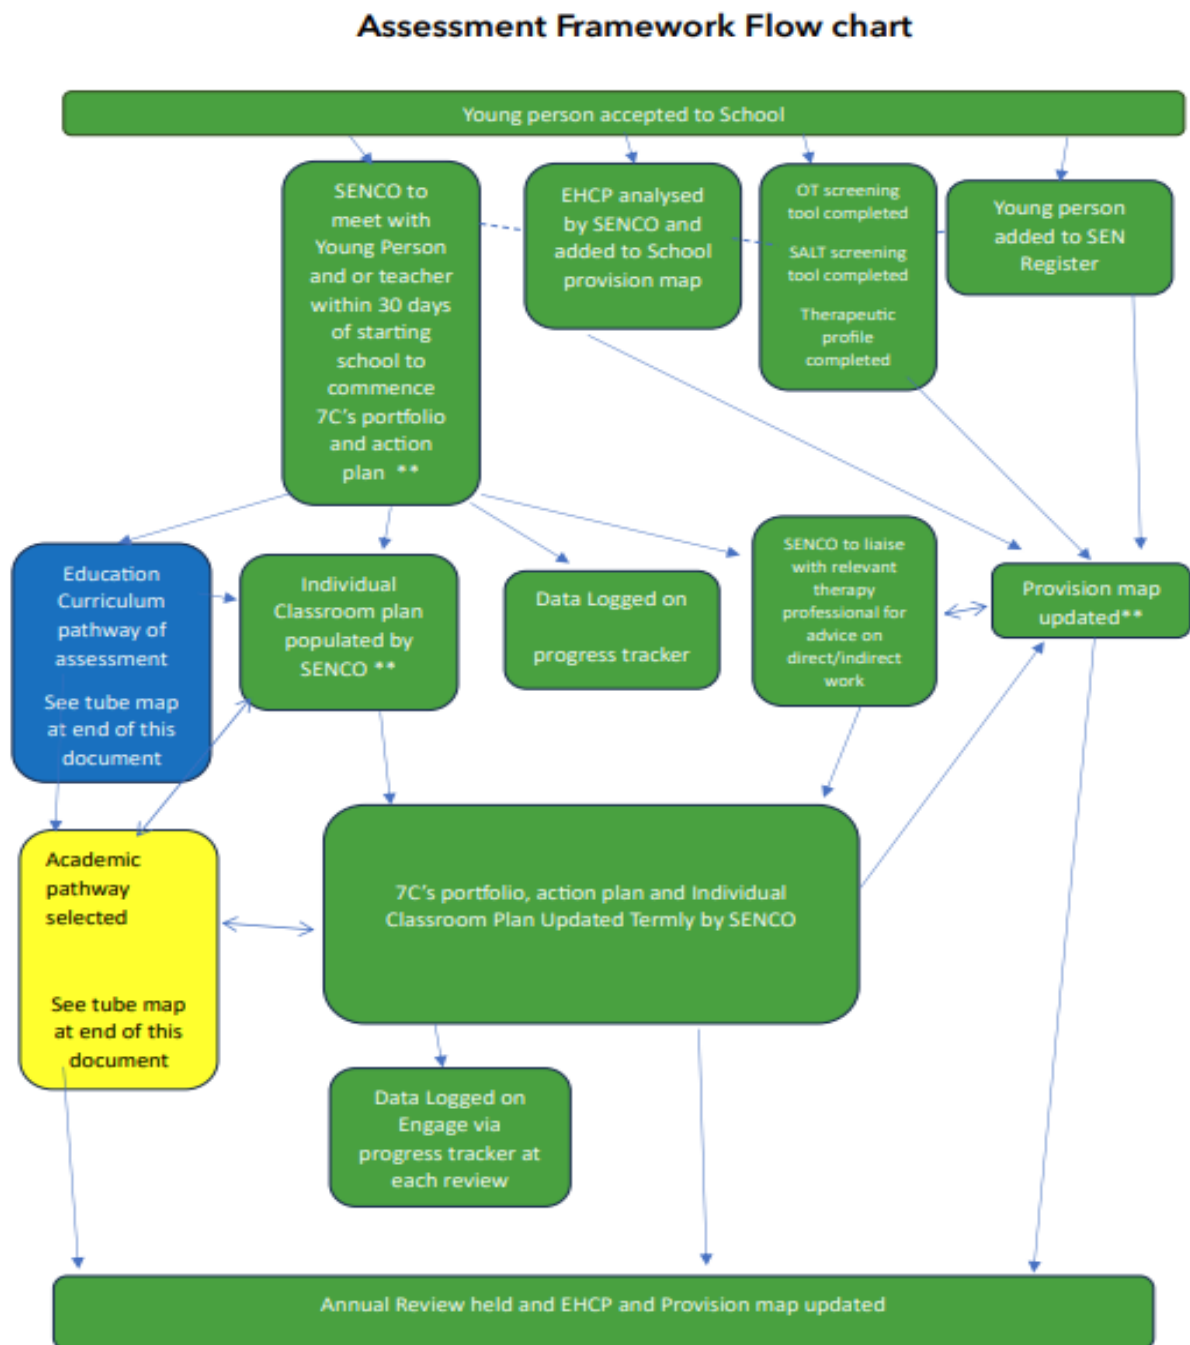 Assessment Framework Flow chart
Young person accepted to School
SENCO to
meet with
Young Person
and or teacher
within 30 days
of starting
school to
commence
7C's portfolio
and action
plan **
EHCP analysed
by SENCO and
added to School
provision map
OT screening
tool completed
SALT screening
tool completed
Therapeutic
profile
completed
Young person
added to SEN
Register
Education
Curriculum
pathway of
assessment
See tube map
at end of this
document
Individual
Classroom plan
populated by
SENCO **
Data Logged on
progress tracker
SENCO to liaise
with relevant
therapy
professional for
advice on
direct/indirect
work
Provision map
updated**
Academic
pathway
selected
See tube map
at end of this
document
7C's portfolio, action plan and Individual
Classroom Plan Updated Termly by SENCO
Data Logged on
Engage via
progress tracker at
each review
Annual Review held and EHCP and Provision map updated